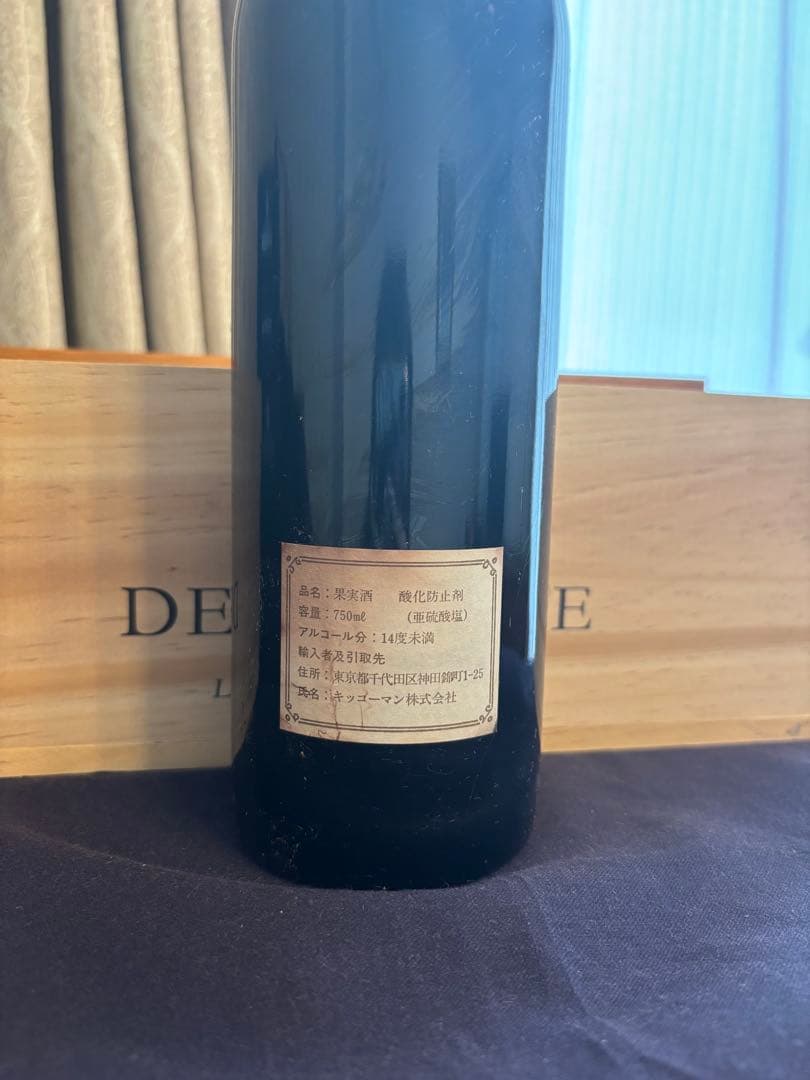 DE
E
L
品名：果実酒　酸化防止剤
容量：750mℓ　(亜硫酸塩)
アルコール分：14度未満
輸入者及引取先
住所：東京都千代田区神田錦町1-25
氏名：キッコーマン株式会社